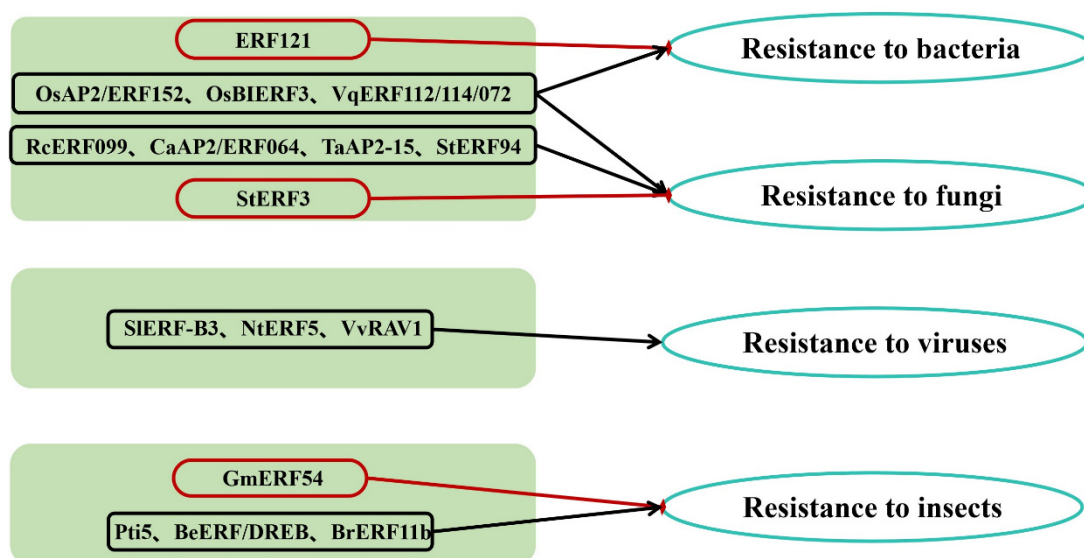 ERF121
Resistance to bacteria
OsAP2/ERF152、OsBIERF3、VqERF112/114/072
RcERF099、CaAP2/ERF064、TaAP2-15、StERF94
StERF3
Resistance to fungi
SlERF-B3、NtERF5、VvRAV1
Resistance to viruses
GmERF54
Resistance to insects
Pti5、BeERF/DREB、BrERF11b